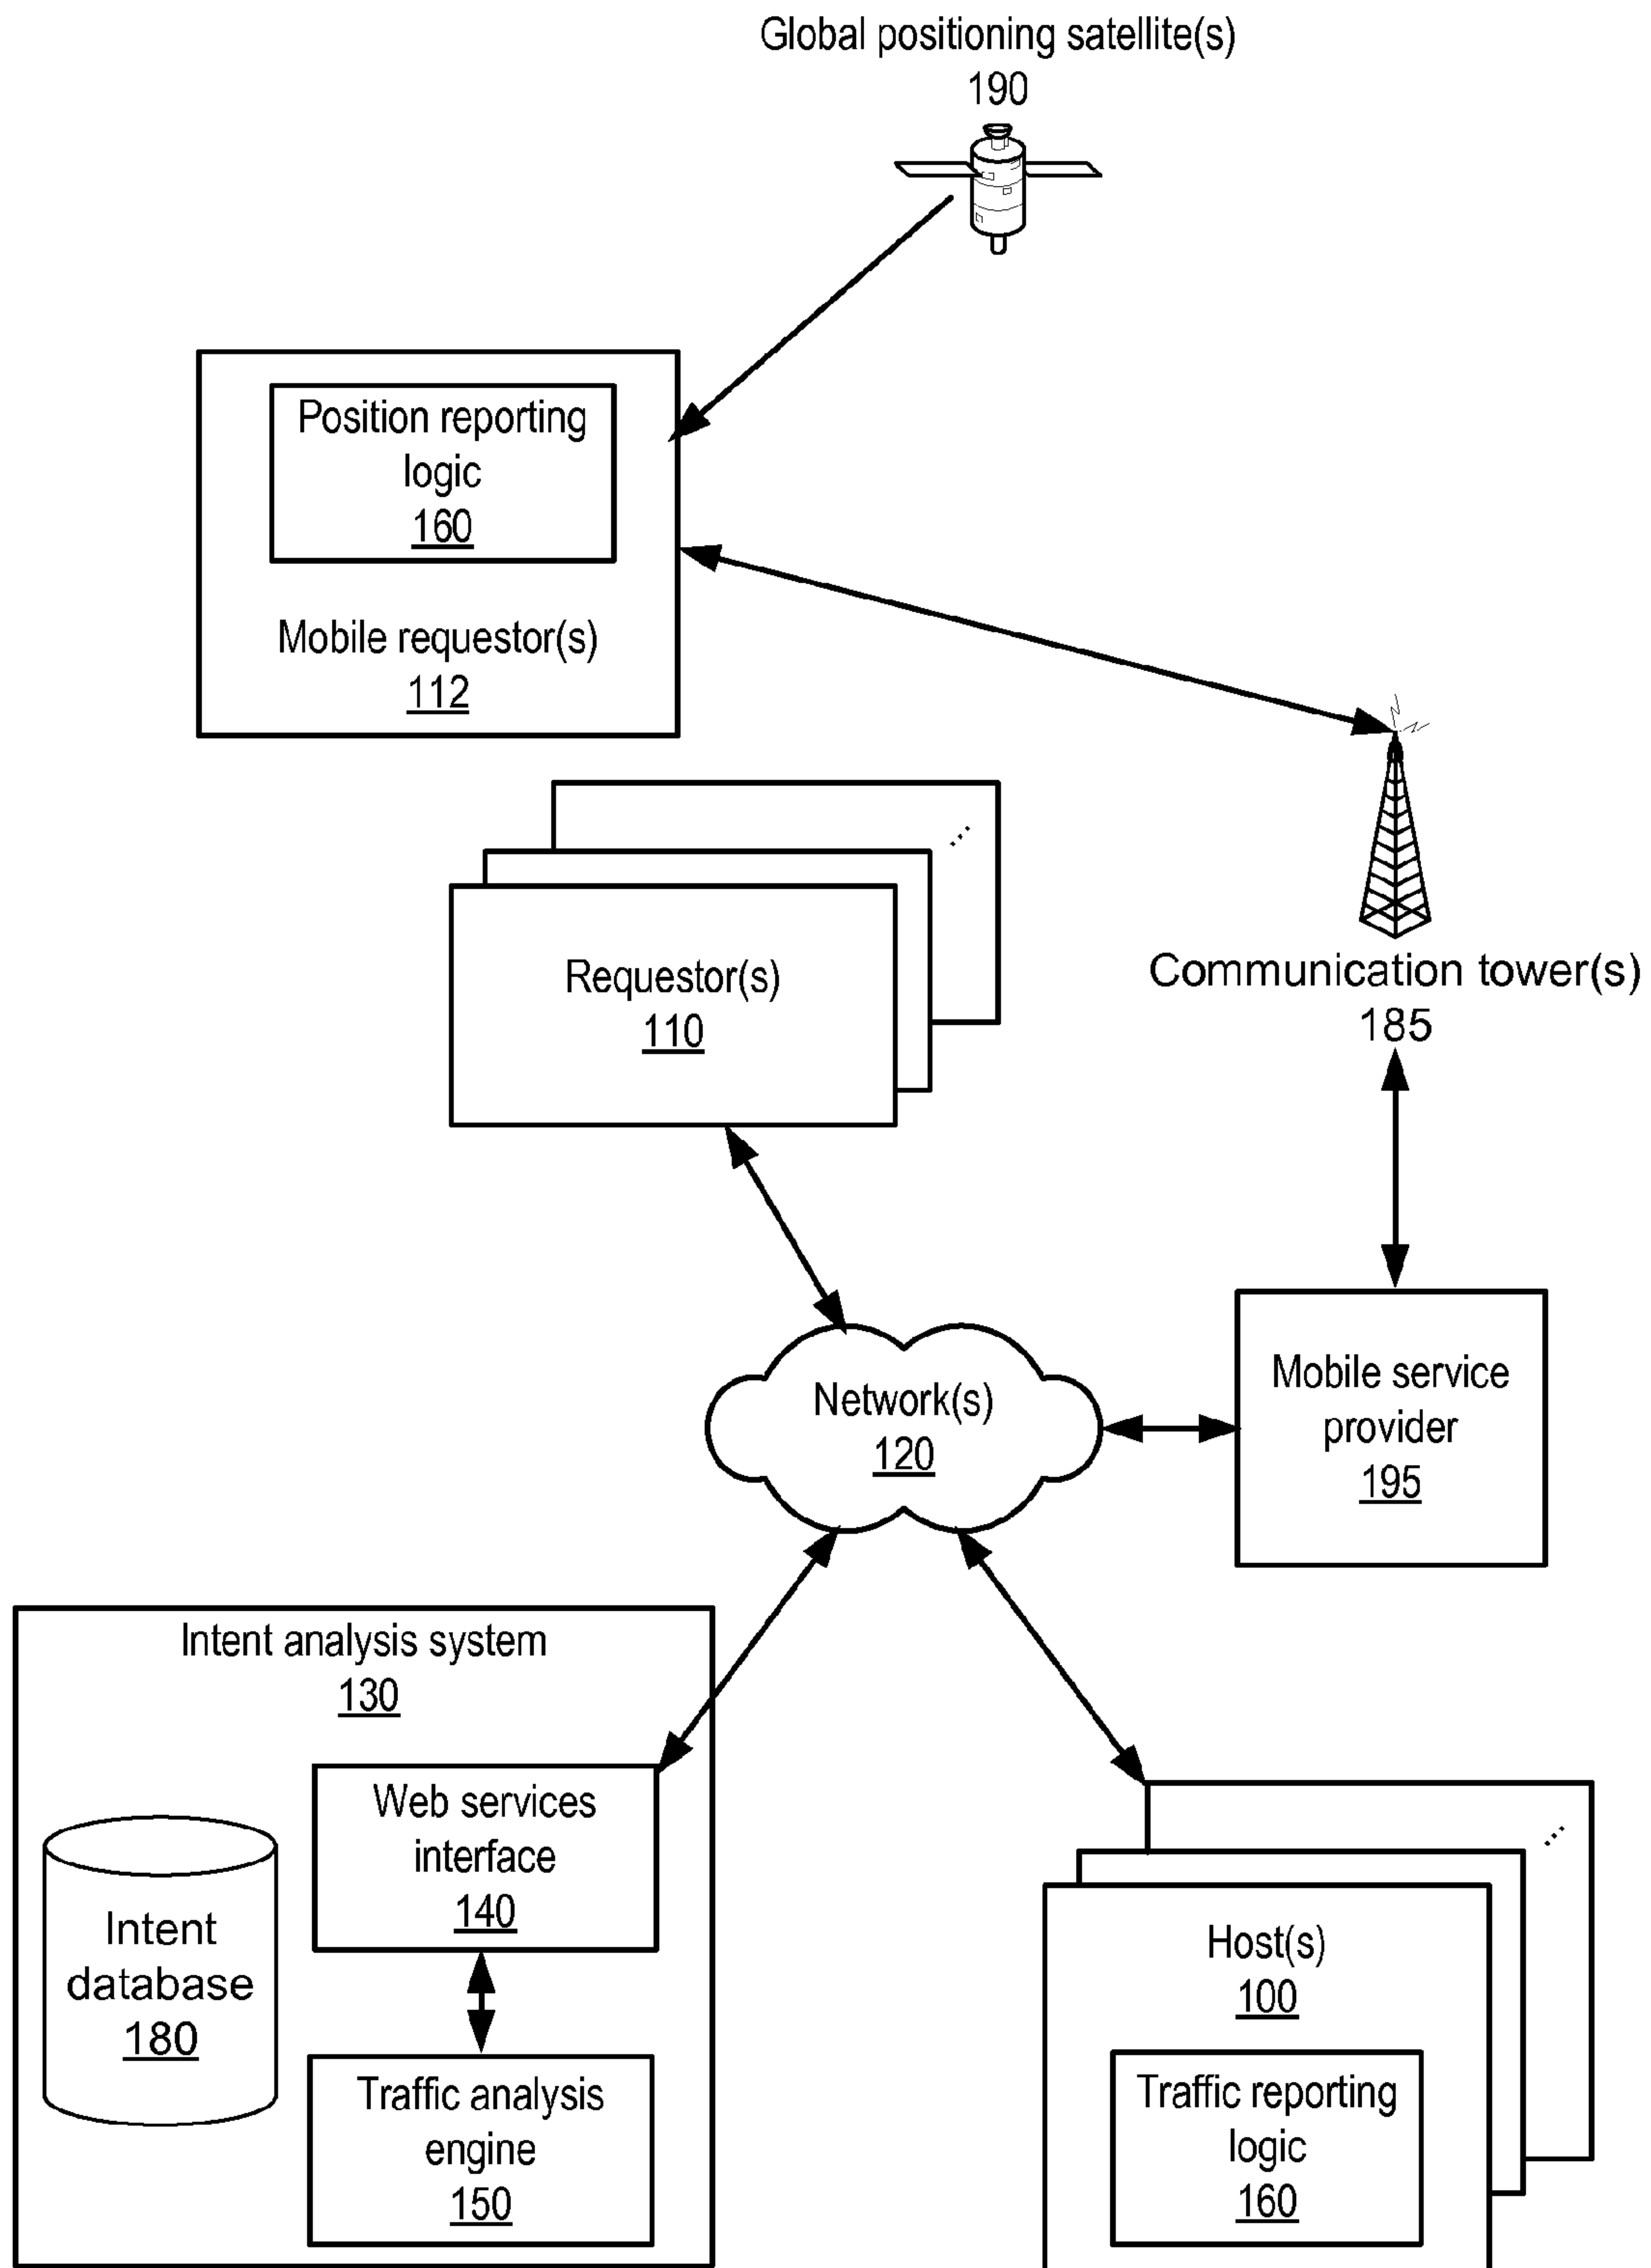 Global positioning satellite(s)
190
Position reporting
logic
160
Mobile requestor(s)
112
Requestor(s)
110
Communication tower(s)
185
Network(s)
120
Mobile service
provider
195
Intent analysis system
130
Web services
interface
140
Intent
database
180
Traffic analysis
engine
150
Host(s)
100
Traffic reporting
logic
160